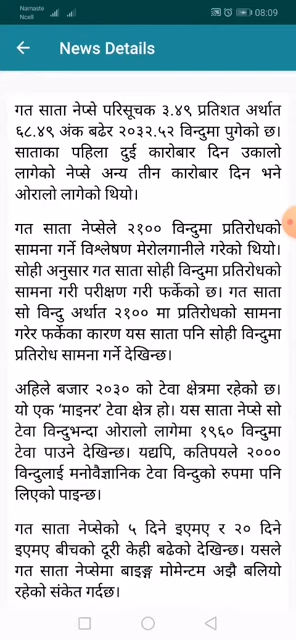 Namaste
Ncell
08:09
News Details
गत साता नेप्से परिसूचक ३.४९ प्रतिशत अर्थात
६८.४९ अंक बढेर २०३२.५२ विन्दुमा पुगेको छ।
साताका पहिला दुई कारोबार दिन उकालो
लागेको नेप्से अन्य तीन कारोबार दिन भने
ओरालो लागेको थियो।
गत साता नेप्सेले २१०० विन्दुमा प्रतिरोधको
सामना गर्ने विश्लेषण मेरोलगानीले गरेको थियो।
सोही अनुसार गत साता सोही विन्दुमा प्रतिरोधको
सामना गरी परीक्षण गरी फर्केको छ। गत साता
सो विन्दु अर्थात २१०० मा प्रतिरोधको सामना
गरेर फर्केका कारण यस साता पनि सोही विन्दुमा
प्रतिरोध सामना गर्ने देखिन्छ।
अहिले बजार २०३० को टेवा क्षेत्रमा रहेको छ।
यो एक ‘माइनर’ टेवा क्षेत्र हो। यस साता नेप्से सो
टेवा विन्दुभन्दा ओरालो लागेमा १९६० विन्दुमा
टेवा पाउने देखिन्छ। यद्यपि, कतिपयले २०००
विन्दुलाई मनोवैज्ञानिक टेवा विन्दुको रुपमा पनि
लिएको पाइन्छ।
गत साता नेप्सेको ५ दिने इएमए र २० दिने
इएमए बीचको दूरी केही बढेको देखिन्छ। यसले
गत साता नेप्सेमा बाइङ्ग मोमेन्टम अझै बलियो
रहेको संकेत गर्दछ।